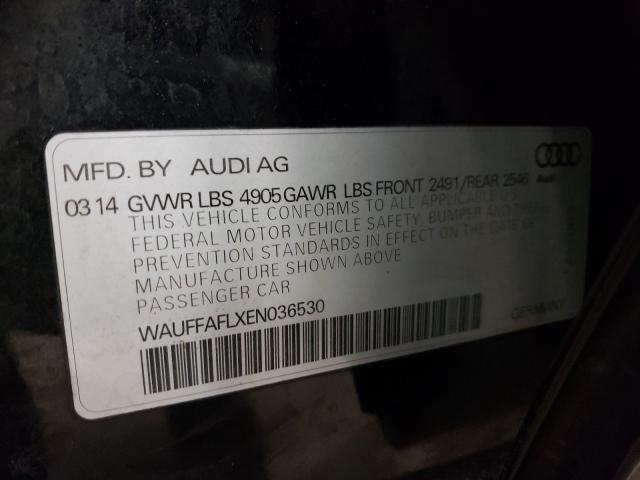 MFD. BY AUDI AG
03 14 GVWR LBS 4905 GAWR LBS FRONT 2491/REAR 2546
THIS VEHICLE CONFORMS TO ALL APPLICABLE U.S.
FEDERAL MOTOR VEHICLE SAFETY, BUMPER AND THEFT
PREVENTION STANDARDS IN EFFECT ON THE DATE OF
MANUFACTURE SHOWN ABOVE
PASSENGER CAR
WAUFFAFLXEN036530
Audi
GERMANY